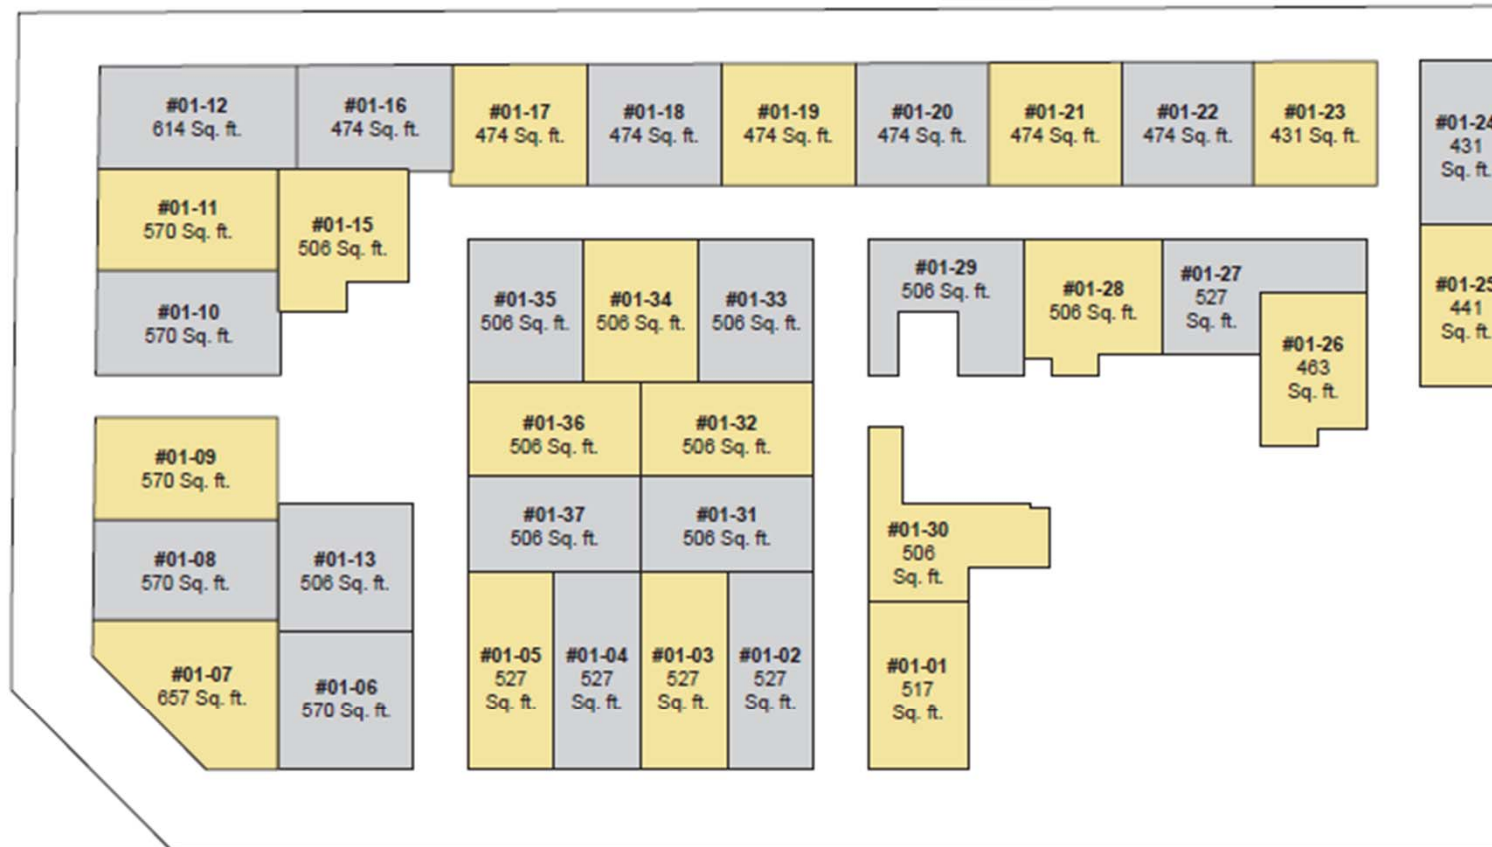 #01-12
614 Sq. ft.
#01-16
474 Sq. ft.
#01-17
474 Sq. ft.
#01-18
474 Sq. ft.
#01-19
474 Sq. ft.
#01-20
474 Sq. ft.
#01-21
474 Sq. ft.
#01-22
474 Sq. ft.
#01-23
431 Sq. ft.
#01-24
431
Sq. ft.
#01-11
570 Sq. ft.
#01-15
506 Sq. ft.
#01-10
570 Sq. ft.
#01-35
506 Sq. ft.
#01-34
506 Sq. ft.
#01-33
506 Sq. ft.
#01-29
506 Sq. ft.
#01-28
506 Sq. ft.
#01-27
527
Sq. ft.
#01-26
463
Sq. ft.
#01-25
441
Sq. ft.
#01-36
506 Sq. ft.
#01-32
506 Sq. ft.
#01-09
570 Sq. ft.
#01-08
570 Sq. ft.
#01-13
506 Sq. ft.
#01-37
506 Sq. ft.
#01-31
506 Sq. ft.
#01-30
506
Sq. ft.
#01-07
657 Sq. ft.
#01-06
570 Sq. ft.
#01-05
527
Sq. ft.
#01-04
527
Sq. ft.
#01-03
527
Sq. ft.
#01-02
527
Sq. ft.
#01-01
517
Sq. ft.